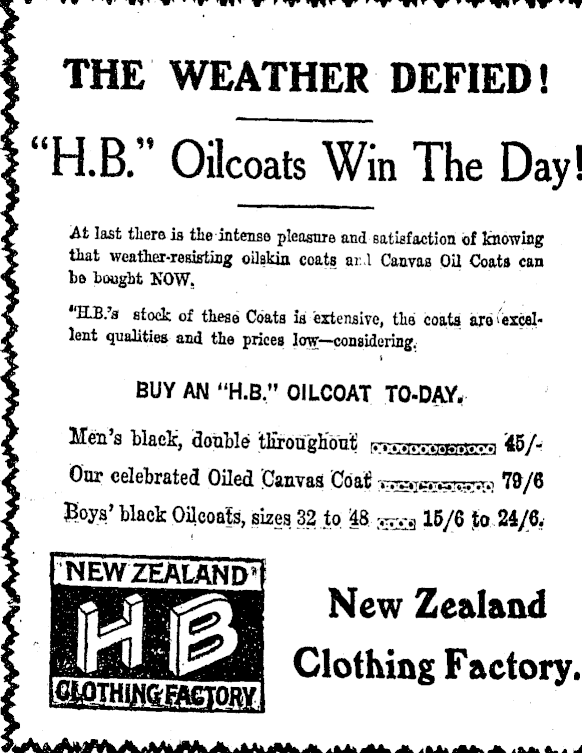 THE WEATHER DEFIED!
“H.B.” Oilcoats Win The Day!
At last there is the intense pleasure and satisfaction of knowing
that weather-resisting oilskin coats and Canvas Oil Coats can
be bought NOW.
“H.B.’s stock of these Coats is extensive, the coats are excel-
lent qualities and the prices low—considering.
BUY AN “H.B.” OILCOAT TO-DAY.
Men’s black, double throughout 45/-
Our celebrated Oiled Canvas Coat 79/6
Boys’ black Oilcoats, sizes 32 to 48 15/6 to 24/6.
"NEW ZEALAND"
HB
CLOTHING FACTORY
New Zealand
Clothing Factory.